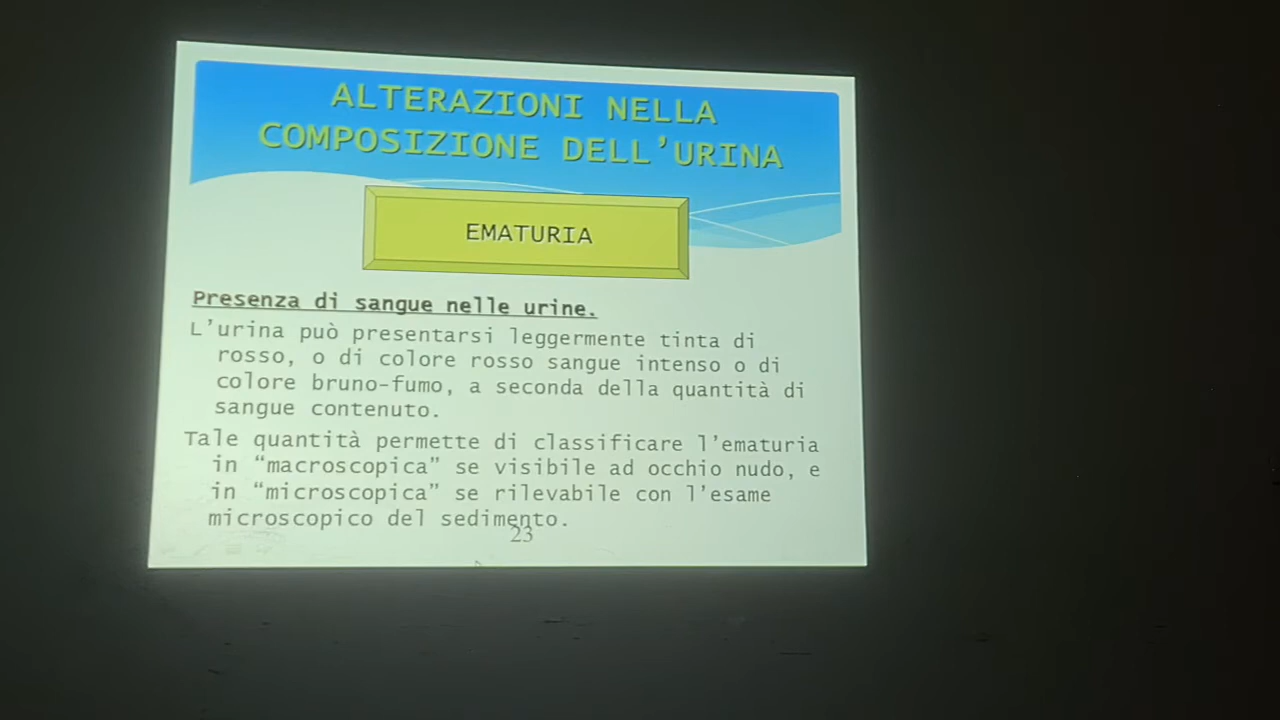 ALTERAZIONI NELLA
COMPOSIZIONE DELL’URINA
EMATURIA
Presenza di sangue nelle urine.
L’urina può presentarsi leggermente tinta di
rosso, o di colore rosso sangue intenso o di
colore bruno-fumo, a seconda della quantità di
sangue contenuto.
Tale quantità permette di classificare l’ematuria
in “macroscopica” se visibile ad occhio nudo, e
in “microscopica” se rilevabile con l’esame
microscopico del sedimento.
23